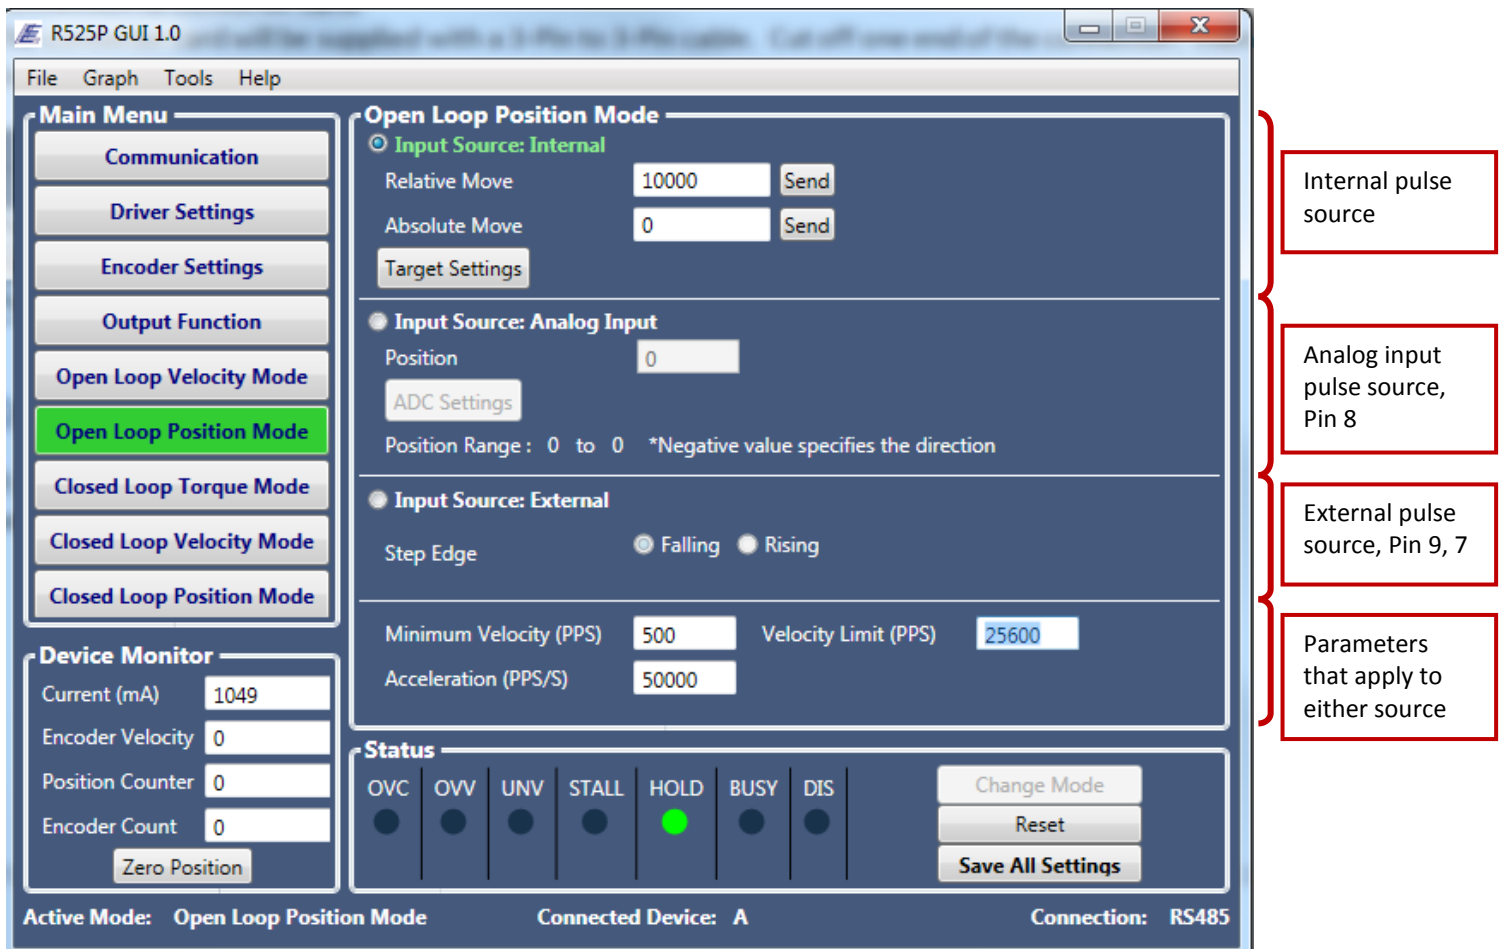 R525P GUI 1.0
File Graph Tools Help
Main Menu
Communication
Driver Settings
Encoder Settings
Output Function
Open Loop Velocity Mode
Open Loop Position Mode
Closed Loop Torque Mode
Closed Loop Velocity Mode
Closed Loop Position Mode
Device Monitor
Current (mA) 1049
Encoder Velocity 0
Position Counter 0
Encoder Count 0
Zero Position
Open Loop Position Mode
Input Source: Internal
Relative Move 10000 Send
Absolute Move 0 Send
Target Settings
Input Source: Analog Input
Position 0
ADC Settings
Position Range : 0 to 0 *Negative value specifies the direction
Input Source: External
Step Edge Falling Rising
Minimum Velocity (PPS) 500 Velocity Limit (PPS) 25600
Acceleration (PPS/S) 50000
Status
OVC OVV UNV STALL HOLD BUSY DIS
Change Mode
Reset
Save All Settings
Active Mode: Open Loop Position Mode Connected Device: A Connection: RS485
Internal pulse
source
Analog input
pulse source,
Pin 8
External pulse
source, Pin 9, 7
Parameters
that apply to
either source